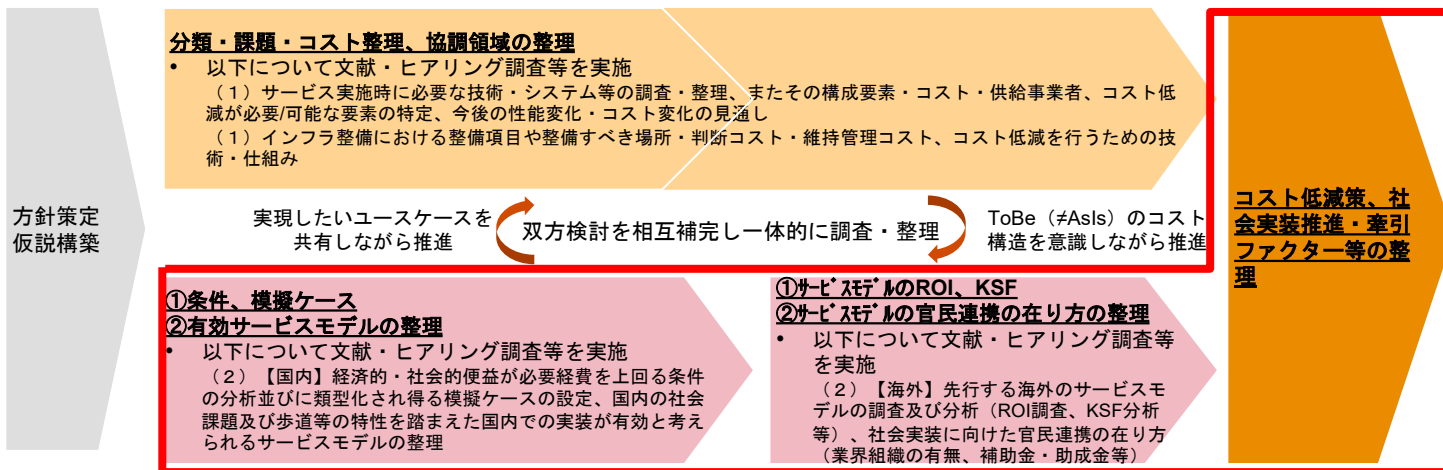 方針策定
仮説構築
分類・課題・コスト整理、協調領域の整理
• 以下について文献・ヒアリング調査等を実施
（１）サービス実施時に必要な技術・システム等の調査・整理、またその構成要素・コスト・供給事業者、コスト低
減が必要/可能な要素の特定、今後の性能変化・コスト変化の見通し
（１）インフラ整備における整備項目や整備すべき場所・判断コスト・維持管理コスト、コスト低減を行うための技
術・仕組み
実現したいユースケースを
共有しながら推進
双方検討を相互補完し一体的に調査・整理
ToBe（≠AsIs）のコスト
構造を意識しながら推進
①条件、模擬ケース
②有効サービスモデルの整理
• 以下について文献・ヒアリング調査等を実施
（２）【国内】経済的・社会的便益が必要経費を上回る条件
の分析並びに類型化され得る模擬ケースの設定、国内の社会
課題及び歩道等の特性を踏まえた国内での実装が有効と考え
られるサービスモデルの整理
①ｻｰﾋﾞｽﾓﾃﾞﾙのROI、KSF
②ｻｰﾋﾞｽﾓﾃﾞﾙの官民連携の在り方の整理
• 以下について文献・ヒアリング調査等
を実施
（２）【海外】先行する海外のサービスモ
デルの調査及び分析（ROI調査、KSF分析
等）、社会実装に向けた官民連携の在り方
（業界組織の有無、補助金・助成金等）
コスト低減策、社
会実装推進・牽引
ファクター等の整
理